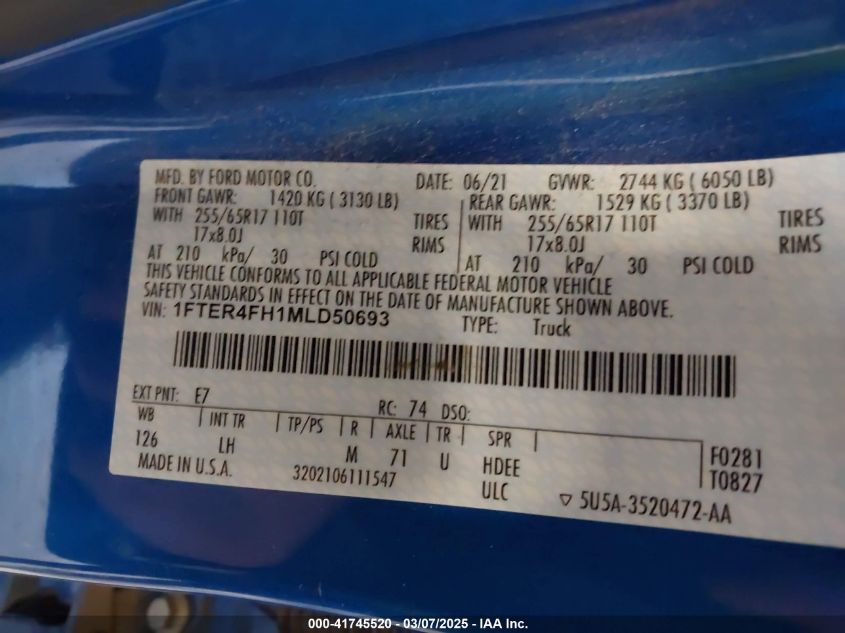 MFD. BY FORD MOTOR CO. DATE: 06/21 GVWR: 2744 KG ( 6050 LB)
FRONT GAWR: 1420 KG ( 3130 LB) REAR GAWR: 1529 KG ( 3370 LB)
WITH 255/65R17 110T TIRES WITH 255/65R17 110T TIRES
17x8.0J RIMS 17x8.0J RIMS
AT 210 kPa/ 30 PSI COLD AT 210 kPa/ 30 PSI COLD
THIS VEHICLE CONFORMS TO ALL APPLICABLE FEDERAL MOTOR VEHICLE
SAFETY STANDARDS IN EFFECT ON THE DATE OF MANUFACTURE SHOWN ABOVE.
VIN: 1FTER4FH1MLD50693 TYPE: Truck
EXT PNT: E7 RC: 74 DSO:
WB INT TR TP/PS R AXLE TR SPR
126 LH M 71 U HDEE F0281
MADE IN U.S.A. 3202106111547 ULC T0827
▽ 5U5A-3520472-AA
000-41745520 - 03/07/2025 - IAA Inc.